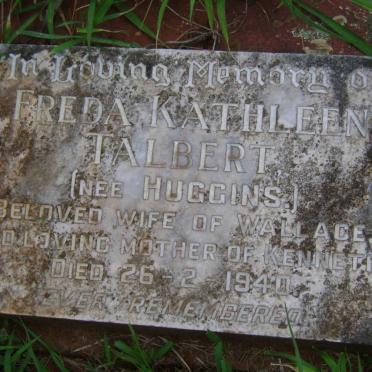 In Loving Memory o
FREDA KATHLEEN
TALBERT
(NEE HUGGINS.)
BELOVED WIFE OF WALLACE
D LOVING MOTHER OF KENNETH
DIED 26-2 1940
EVER REMEMBERED